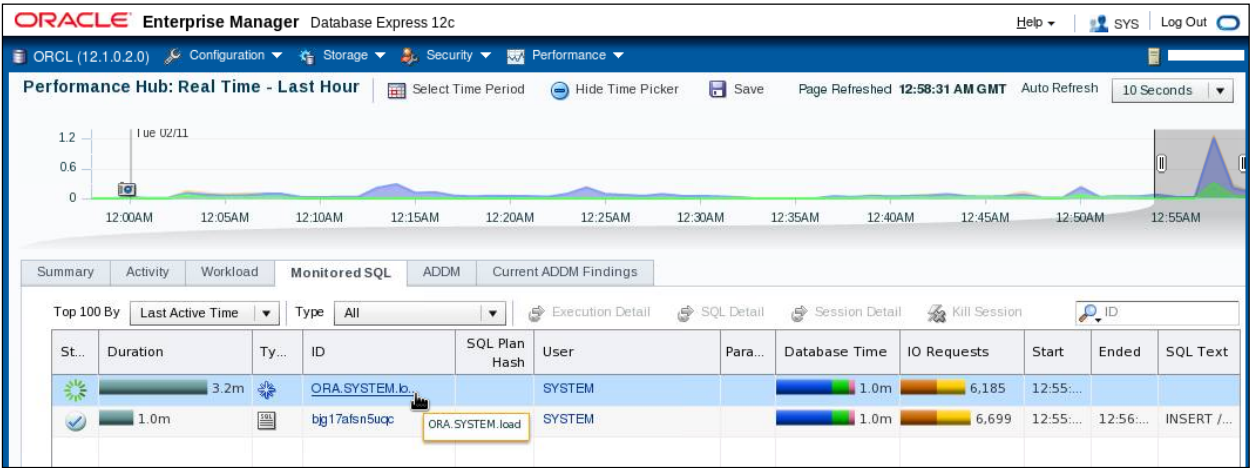 ORACLE Enterprise Manager Database Express 12c Help SYS Log Out
ORCL (12.1.0.2.0) Configuration Storage Security Performance
Performance Hub: Real Time - Last Hour Select Time Period Hide Time Picker Save Page Refreshed 12:58:31 AM GMT Auto Refresh 10 Seconds
Tue 02/11
1.2
0.6
0
12:00AM 12:05AM 12:10AM 12:15AM 12:20AM 12:25AM 12:30AM 12:35AM 12:40AM 12:45AM 12:50AM 12:55AM
Summary Activity Workload Monitored SQL ADDM Current ADDM Findings
Top 100 By Last Active Time Type All Execution Detail SQL Detail Session Detail Kill Session ID
St... Duration Ty... ID SQL Plan Hash User Para... Database Time IO Requests Start Ended SQL Text
3.2m ORA.SYSTEM.lo... SYSTEM 1.0m 6,185 12:55:...
1.0m SQL bjg17afsn5uqc SYSTEM 1.0m 6,699 12:55:... 12:56:... INSERT /...
ORA.SYSTEM.load